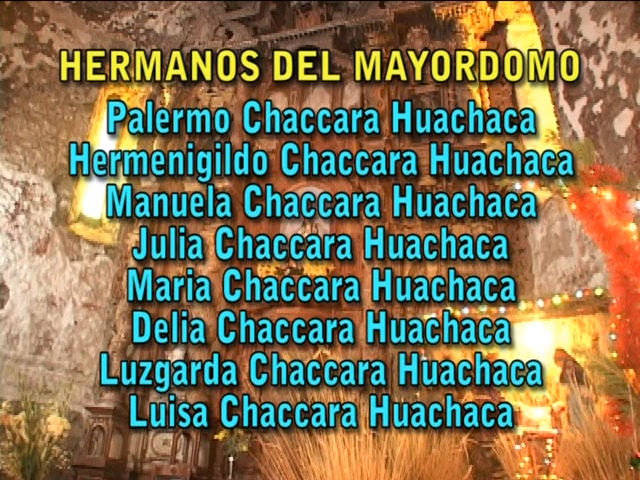 HERMANOS DEL MAYORDOMO
Palermo Chaccara Huachaca
Hermenigildo Chaccara Huachaca
Manuela Chaccara Huachaca
Julia Chaccara Huachaca
Maria Chaccara Huachaca
Delia Chaccara Huachaca
Luzgarda Chaccara Huachaca
Luisa Chaccara Huachaca